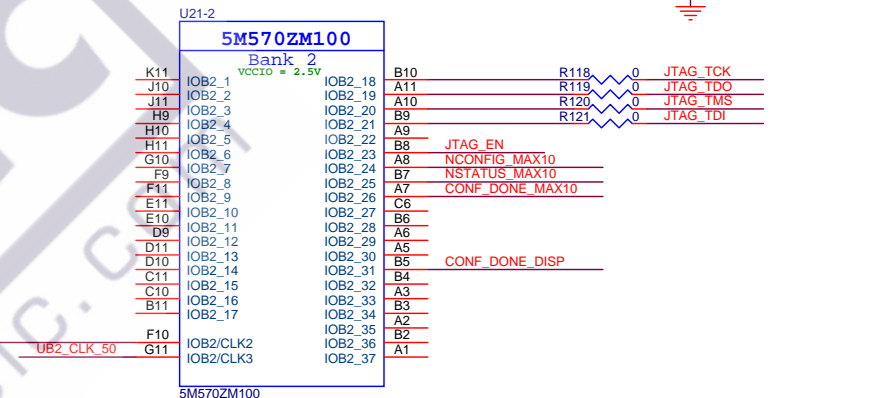 U21-2
5M570ZM100
Bank 2
VCCIO = 2.5V
K11 IOB2_1 IOB2_18 B10 R118 0 JTAG_TCK
J10 IOB2_2 IOB2_19 A11 R119 0 JTAG_TDO
J11 IOB2_3 IOB2_20 A10 R120 0 JTAG_TMS
H9 IOB2_4 IOB2_21 B9 R121 0 JTAG_TDI
H10 IOB2_5 IOB2_22 A9
H11 IOB2_6 IOB2_23 B8 JTAG_EN
G10 IOB2_7 IOB2_24 A8 NCONFIG_MAX10
F9 IOB2_8 IOB2_25 B7 NSTATUS_MAX10
F11 IOB2_9 IOB2_26 A7 CONF_DONE_MAX10
E11 IOB2_10 IOB2_27 C6
E10 IOB2_11 IOB2_28 B6
D9 IOB2_12 IOB2_29 A6
D11 IOB2_13 IOB2_30 A5
D10 IOB2_14 IOB2_31 B5 CONF_DONE_DISP
C11 IOB2_15 IOB2_32 B4
C10 IOB2_16 IOB2_33 A3
B11 IOB2_17 IOB2_34 B3
IOB2_35 A2
F10 IOB2/CLK2 IOB2_36 B2
UB2_CLK_50 G11 IOB2/CLK3 IOB2_37 A1
5M570ZM100